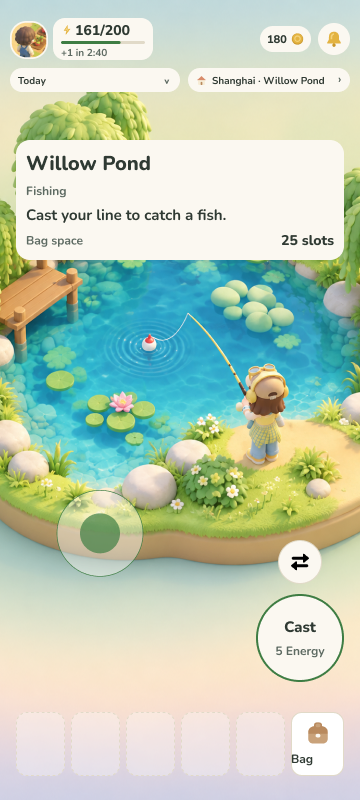 161/200
+1 in 2:40
180
Today
Shanghai · Willow Pond
Willow Pond
Fishing
Cast your line to catch a fish.
Bag space
25 slots
Cast
5 Energy
Bag